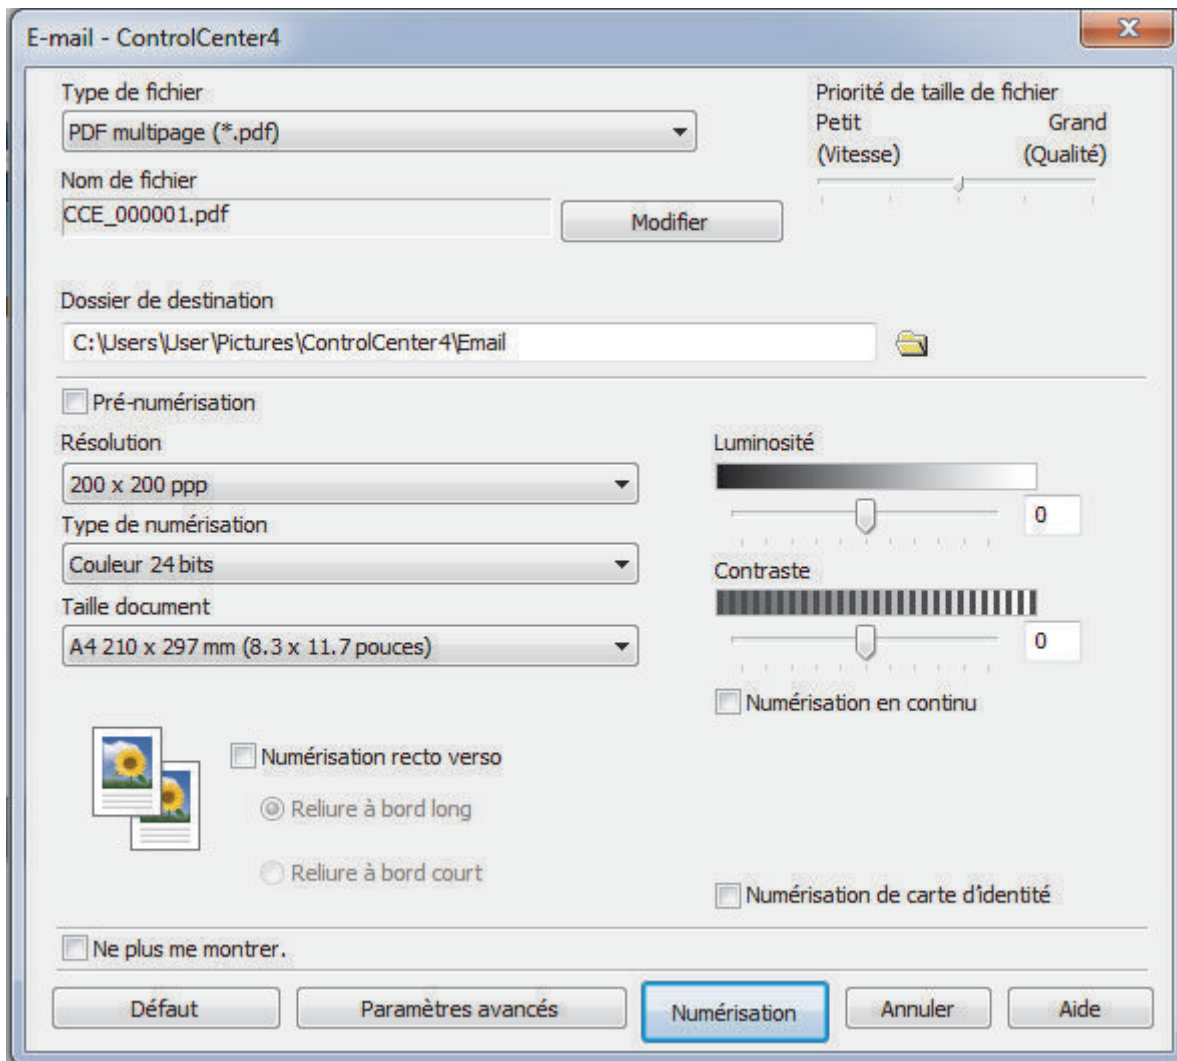 E-mail - ControlCenter4
Type de fichier
PDF multipage (*.pdf)
Priorité de taille de fichier
Petit Grand
(Vitesse) (Qualité)
Nom de fichier
CCE_000001.pdf
Modifier
Dossier de destination
C:\Users\User\Pictures\ControlCenter4\Email
Pré-numérisation
Résolution
200 x 200 ppp
Type de numérisation
Couleur 24 bits
Taille document
A4 210 x 297 mm (8.3 x 11.7 pouces)
Luminosité
0
Contraste
0
Numérisation en continu
Numérisation recto verso
Reliure à bord long
Reliure à bord court
Numérisation de carte d'identité
Ne plus me montrer.
Défaut Paramètres avancés Numérisation Annuler Aide